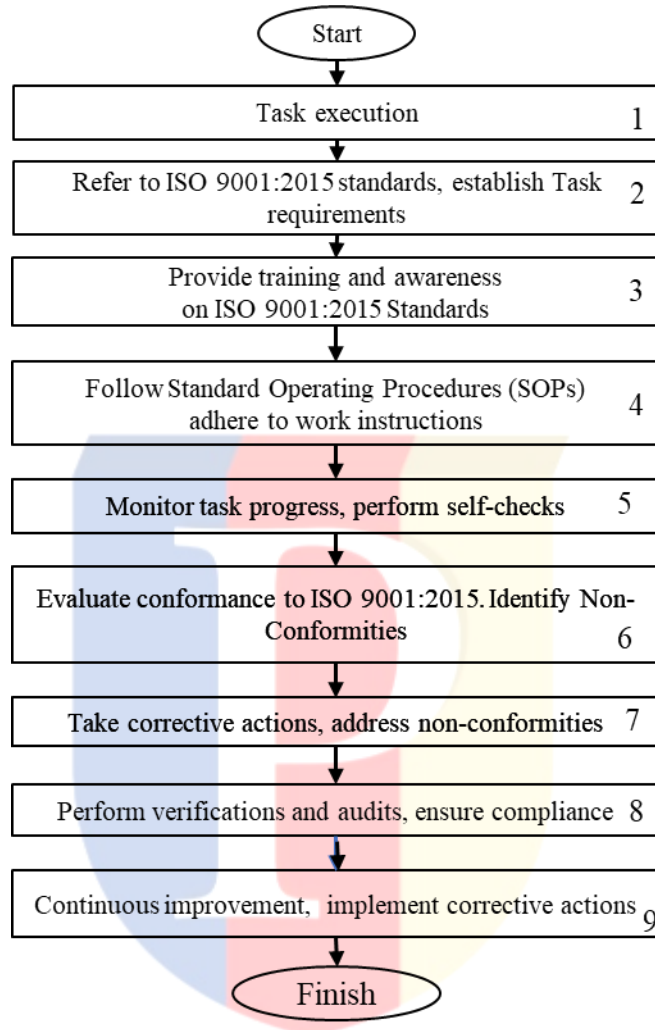 Start
Task execution 1
Refer to ISO 9001:2015 standards, establish Task 2
requirements
Provide training and awareness 3
on ISO 9001:2015 Standards
Follow Standard Operating Procedures (SOPs) 4
adhere to work instructions
Monitor task progress, perform self-checks 5
Evaluate conformance to ISO 9001:2015. Identify Non-
Conformities 6
Take corrective actions, address non-conformities 7
Perform verifications and audits, ensure compliance 8
Continuous improvement, implement corrective actions 9
Finish